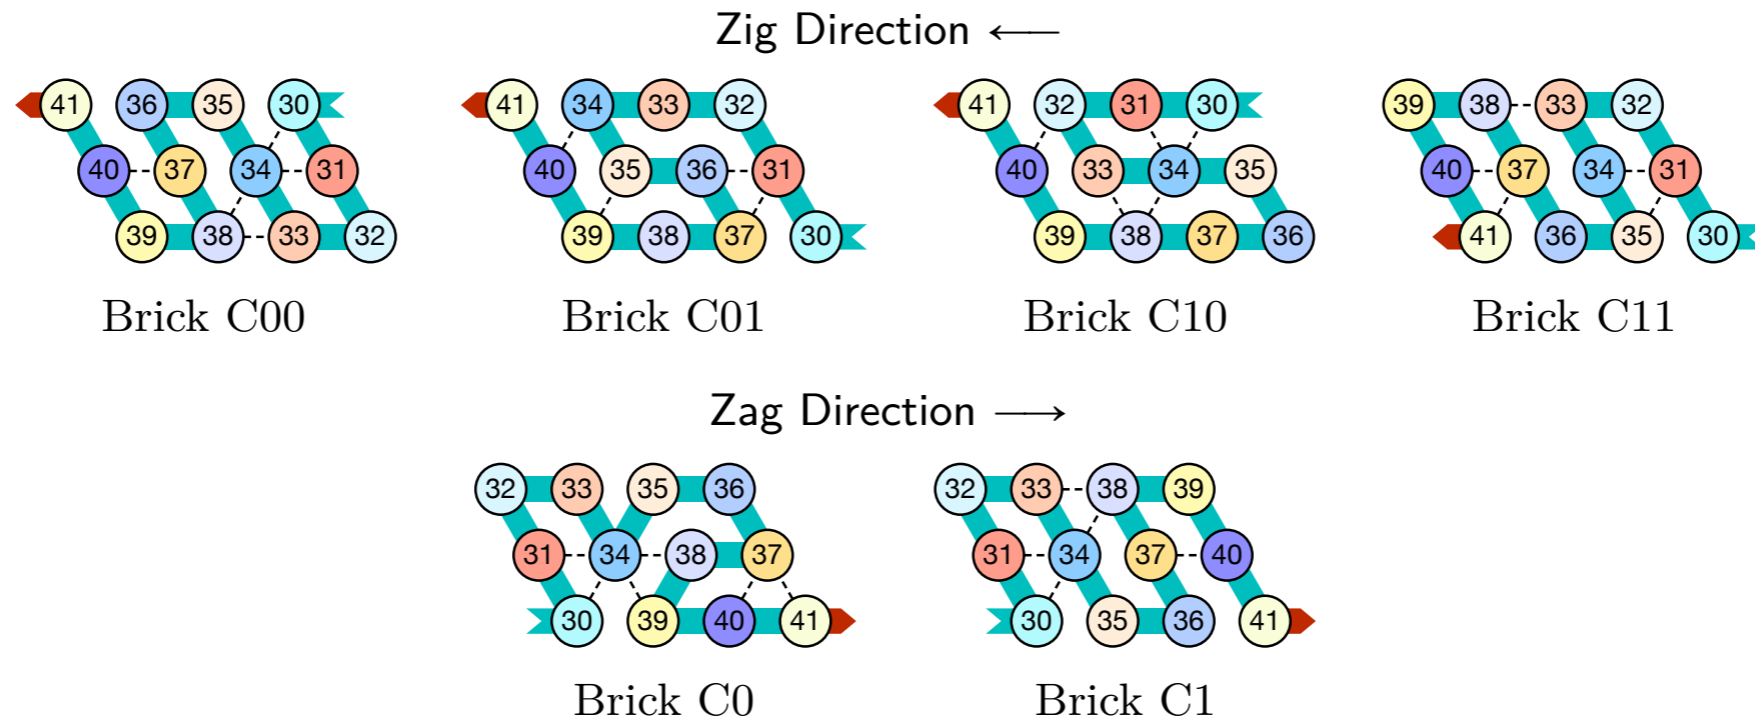 Zig Direction ←
41 36 35 30 41 34 33 32 41 32 31 30 39 38 33 32
40 37 34 31 40 35 36 31 40 33 34 35 40 37 34 31
39 38 33 32 39 38 37 30 39 38 37 36 41 36 35 30
Brick C00 Brick C01 Brick C10 Brick C11
Zag Direction →
32 33 35 36 32 33 38 39
31 34 38 37 31 34 37 40
30 39 40 41 30 35 36 41
Brick C0 Brick C1